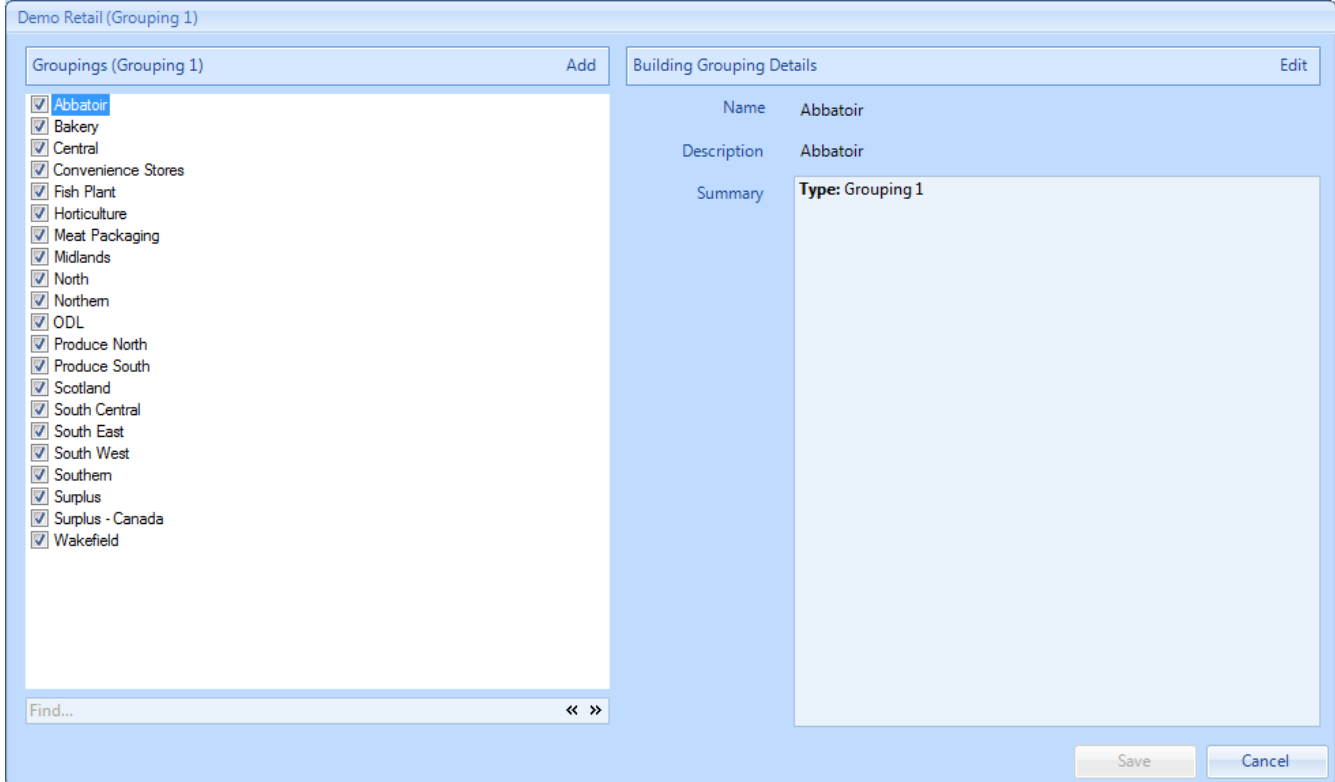 Demo Retail (Grouping 1)
Groupings (Grouping 1) Add
Abbatoir
Bakery
Central
Convenience Stores
Fish Plant
Horticulture
Meat Packaging
Midlands
North
Northern
ODL
Produce North
Produce South
Scotland
South Central
South East
South West
Southern
Surplus
Surplus - Canada
Wakefield
Find... « »
Building Grouping Details Edit
Name Abbatoir
Description Abbatoir
Summary Type: Grouping 1
Save Cancel